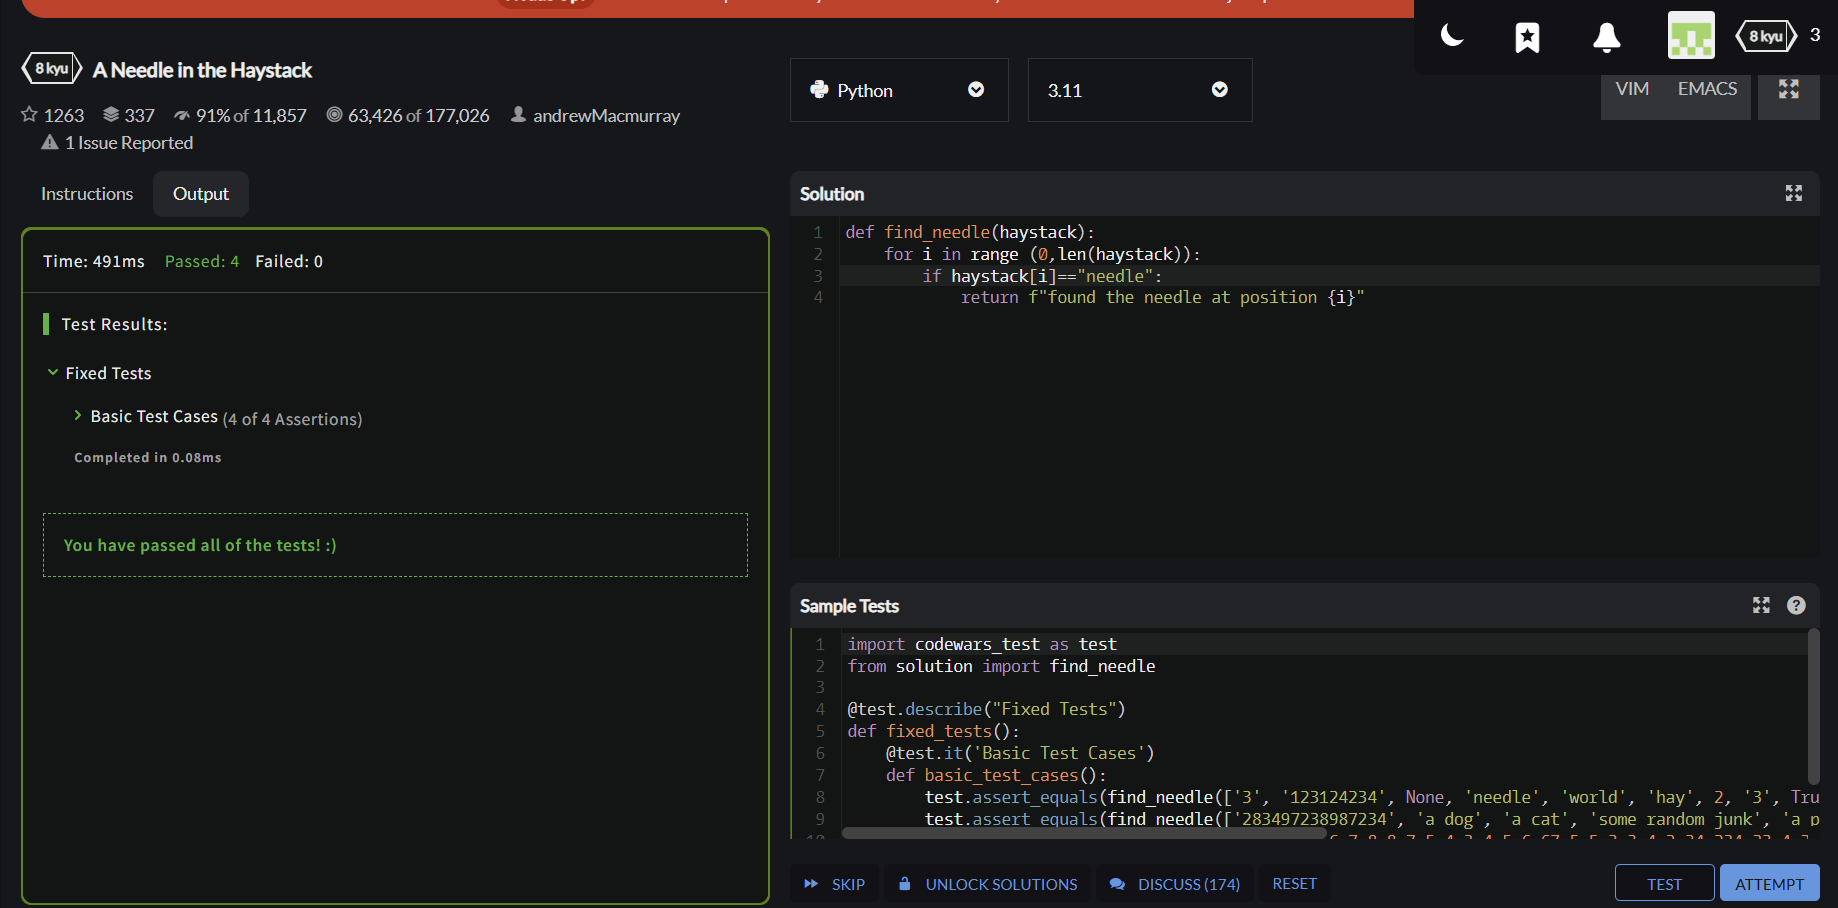 8 kyu
3
8 kyu A Needle in the Haystack
Python
3.11
VIM EMACS
1263 337 91% of 11,857 63,426 of 177,026 andrewMacmurray
1 Issue Reported
Instructions Output
Time: 491ms Passed: 4 Failed: 0
Test Results:
Fixed Tests
Basic Test Cases (4 of 4 Assertions)
Completed in 0.08ms
You have passed all of the tests! :)
Solution
1 def find_needle(haystack):
2     for i in range (0,len(haystack)):
3         if haystack[i]=="needle":
4             return f"found the needle at position {i}"
Sample Tests
1 import codewars_test as test
2 from solution import find_needle
3
4 @test.describe("Fixed Tests")
5 def fixed_tests():
6     @test.it('Basic Test Cases')
7     def basic_test_cases():
8         test.assert_equals(find_needle(['3', '123124234', None, 'needle', 'world', 'hay', 2, '3', Tru
9         test.assert_equals(find_needle(['283497238987234', 'a dog', 'a cat', 'some random junk', 'a p
SKIP UNLOCK SOLUTIONS DISCUSS (174) RESET TEST ATTEMPT